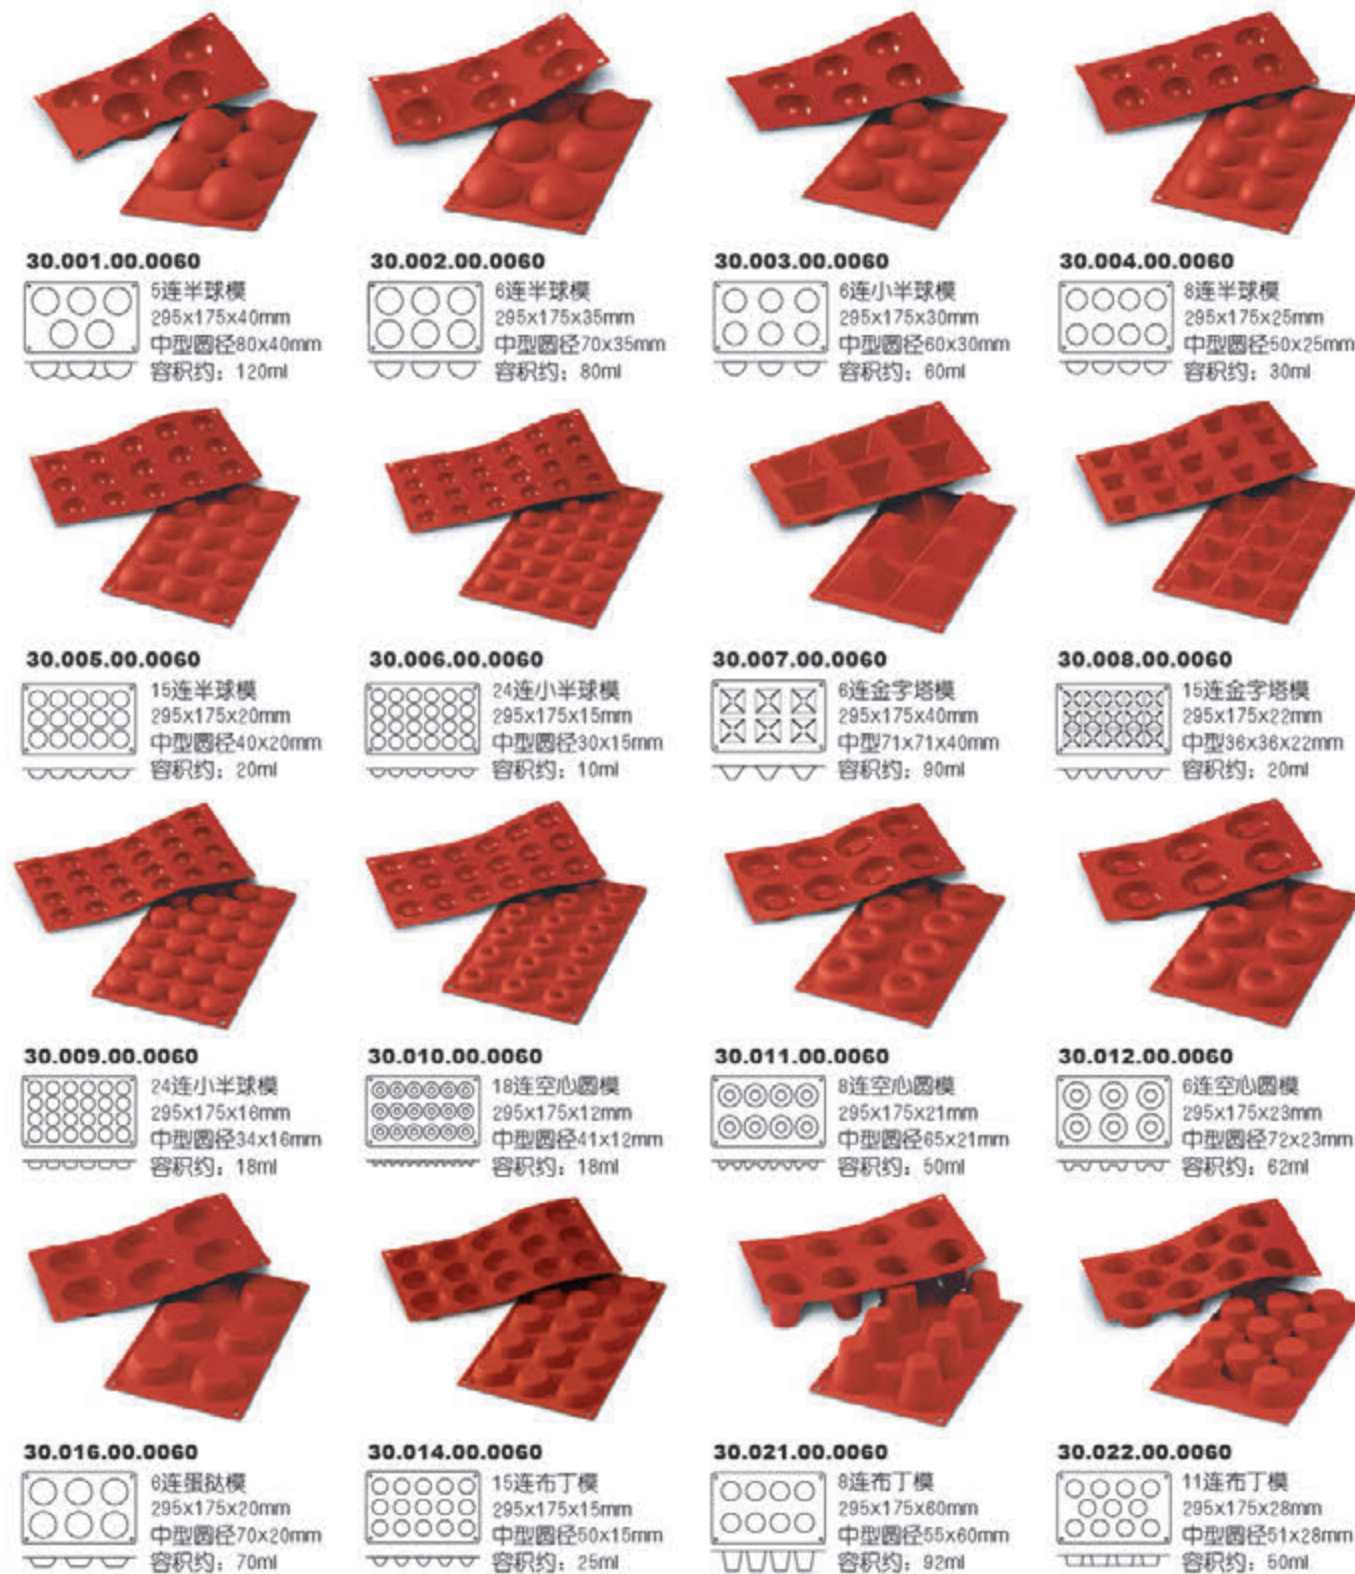 30.001.00.0060
5连半球模
295x175x40mm
中型圆径80x40mm
容积约：120ml
30.002.00.0060
6连半球模
295x175x35mm
中型圆径70x35mm
容积约：80ml
30.003.00.0060
6连小半球模
295x175x30mm
中型圆径60x30mm
容积约：60ml
30.004.00.0060
8连半球模
295x175x25mm
中型圆径50x25mm
容积约：30ml
30.005.00.0060
15连半球模
295x175x20mm
中型圆径40x20mm
容积约：20ml
30.006.00.0060
24连小半球模
295x175x15mm
中型圆径30x15mm
容积约：10ml
30.007.00.0060
6连金字塔模
295x175x40mm
中型71x71x40mm
容积约：90ml
30.008.00.0060
15连金字塔模
295x175x22mm
中型36x36x22mm
容积约：20ml
30.009.00.0060
24连小半球模
295x175x16mm
中型圆径34x16mm
容积约：18ml
30.010.00.0060
18连空心圆模
295x175x12mm
中型圆径41x12mm
容积约：18ml
30.011.00.0060
8连空心圆模
295x175x21mm
中型圆径65x21mm
容积约：50ml
30.012.00.0060
6连空心圆模
295x175x23mm
中型圆径72x23mm
容积约：62ml
30.016.00.0060
6连蛋挞模
295x175x20mm
中型圆径70x20mm
容积约：70ml
30.014.00.0060
15连布丁模
295x175x15mm
中型圆径50x15mm
容积约：25ml
30.021.00.0060
8连布丁模
295x175x60mm
中型圆径55x60mm
容积约：92ml
30.022.00.0060
11连布丁模
295x175x28mm
中型圆径51x28mm
容积约：50ml